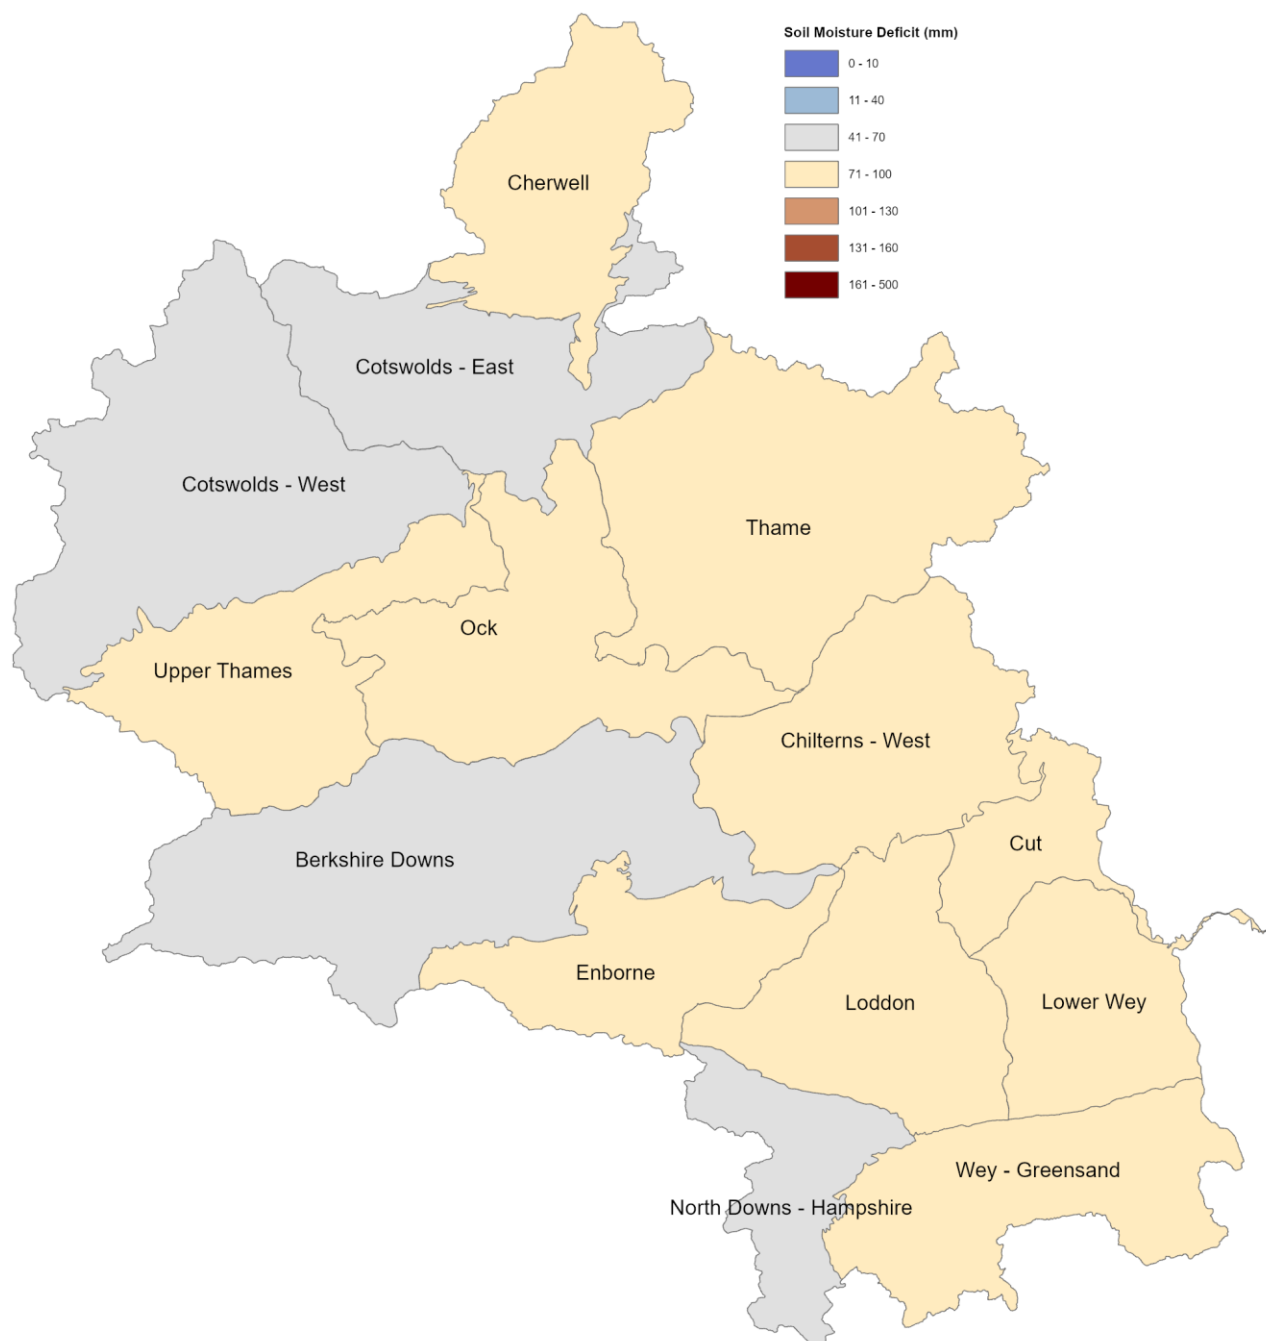 Soil Moisture Deficit (mm)
0 - 10
11 - 40
41 - 70
71 - 100
101 - 130
131 - 160
161 - 500
Cherwell
Cotswolds - East
Cotswolds - West
Thame
Ock
Upper Thames
Chilterns - West
Cut
Berkshire Downs
Enborne
Loddon
Lower Wey
Wey - Greensand
North Downs - Hampshire